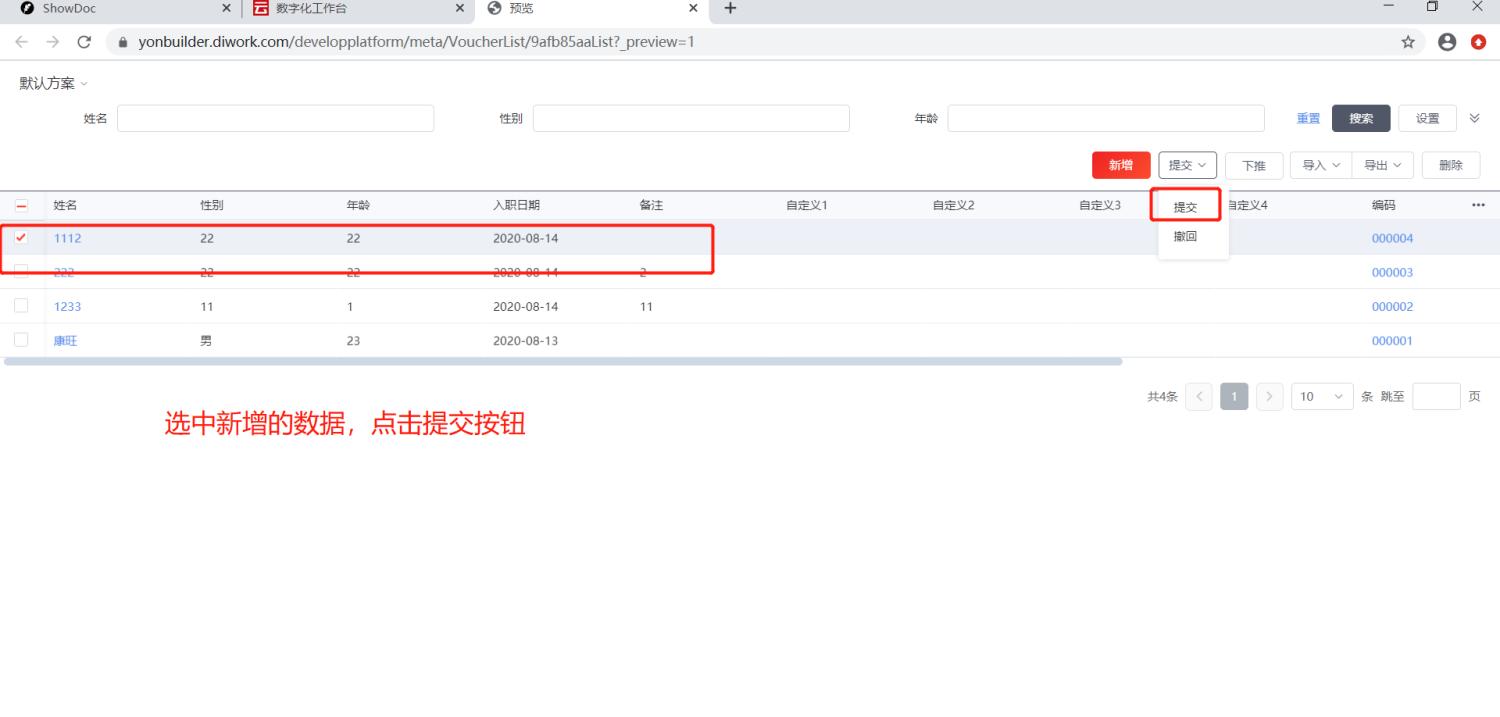 ShowDoc 数字化工作台 预览
yonbuilder.diwork.com/developplatform/meta/VoucherList/9afb85aaList?_preview=1
默认方案
姓名 性别 年龄 重置 搜索 设置
新增 提交 下推 导入 导出 删除
姓名 性别 年龄 入职日期 备注 自定义1 自定义2 自定义3 提交 自定义4 编码
1112 22 22 2020-08-14 撤回 000004
222 22 22 2020-08-14 2 000003
1233 11 1 2020-08-14 11 000002
康旺 男 23 2020-08-13 000001
共4条 1 10 条 跳至 页
选中新增的数据，点击提交按钮